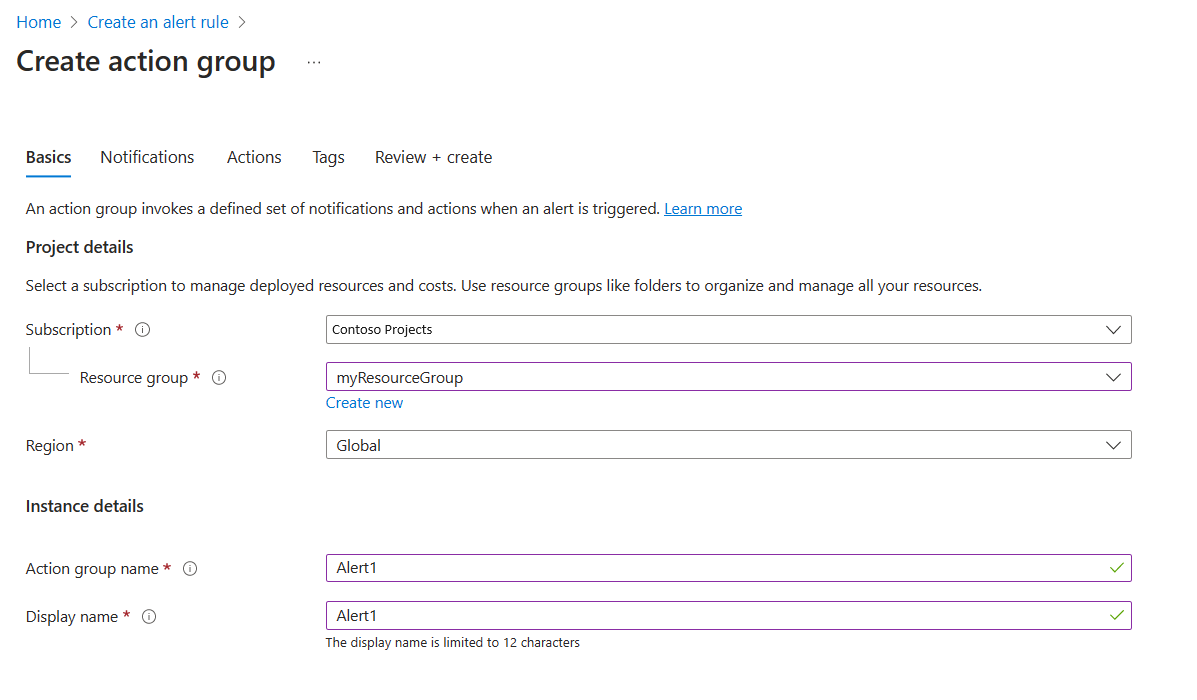 Home > Create an alert rule >
Create action group ...
Basics Notifications Actions Tags Review + create
An action group invokes a defined set of notifications and actions when an alert is triggered. Learn more
Project details
Select a subscription to manage deployed resources and costs. Use resource groups like folders to organize and manage all your resources.
Subscription * Contoso Projects
Resource group * myResourceGroup
Create new
Region * Global
Instance details
Action group name * Alert1
Display name * Alert1
The display name is limited to 12 characters